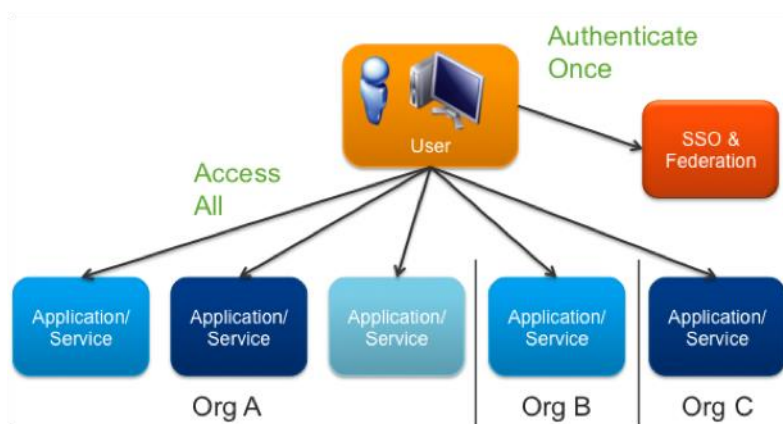 Authenticate
Once
User
SSO &
Federation
Access
All
Application/
Service
Application/
Service
Application/
Service
Application/
Service
Application/
Service
Org A
Org B
Org C